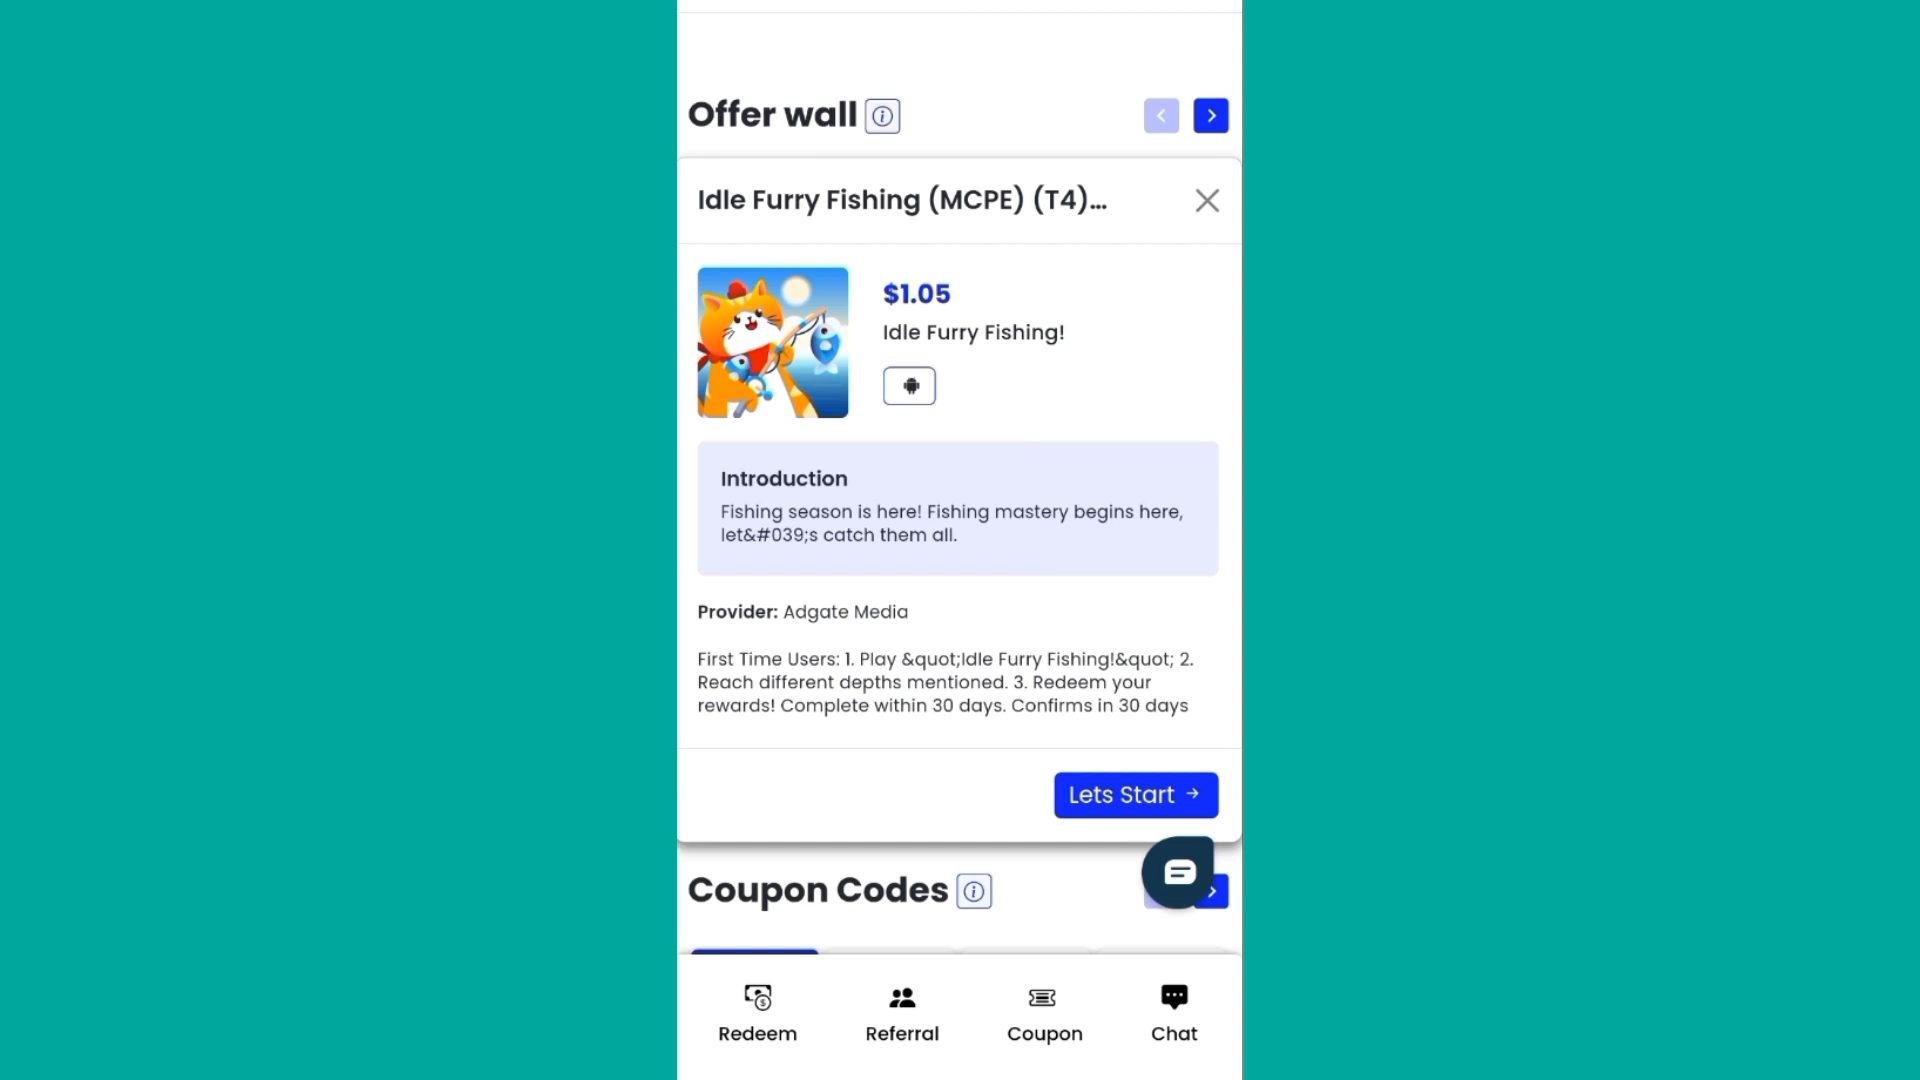 Offer wall
Idle Furry Fishing (MCPE) (T4)...
$1.05
Idle Furry Fishing!
Introduction
Fishing season is here! Fishing mastery begins here,
let&#039;s catch them all.
Provider: Adgate Media
First Time Users: 1. Play &quot;Idle Furry Fishing!&quot; 2.
Reach different depths mentioned. 3. Redeem your
rewards! Complete within 30 days. Confirms in 30 days
Lets Start →
Coupon Codes
Redeem
Referral
Coupon
Chat